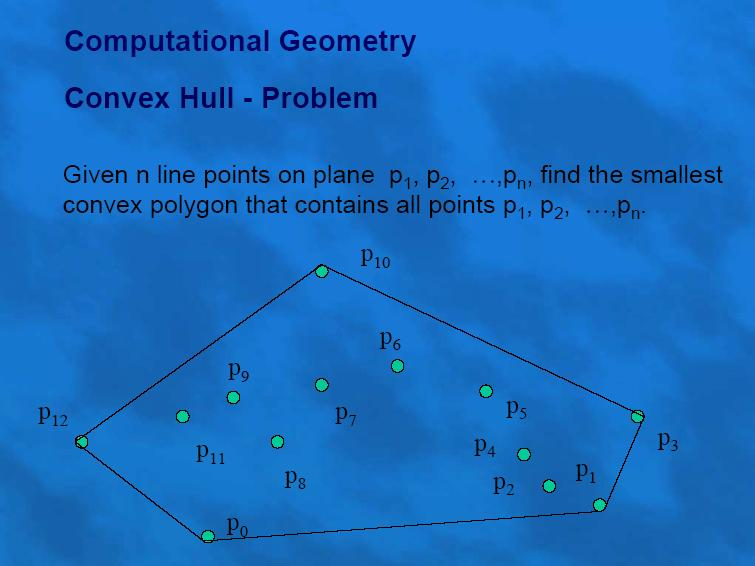 Computational Geometry
Convex Hull - Problem
Given n line points on plane p1, p2, …,pn, find the smallest
convex polygon that contains all points p1, p2, …,pn.
p10
p6
p9
p12
p7
p5
p11
p4
p3
p8
p2
p1
p0